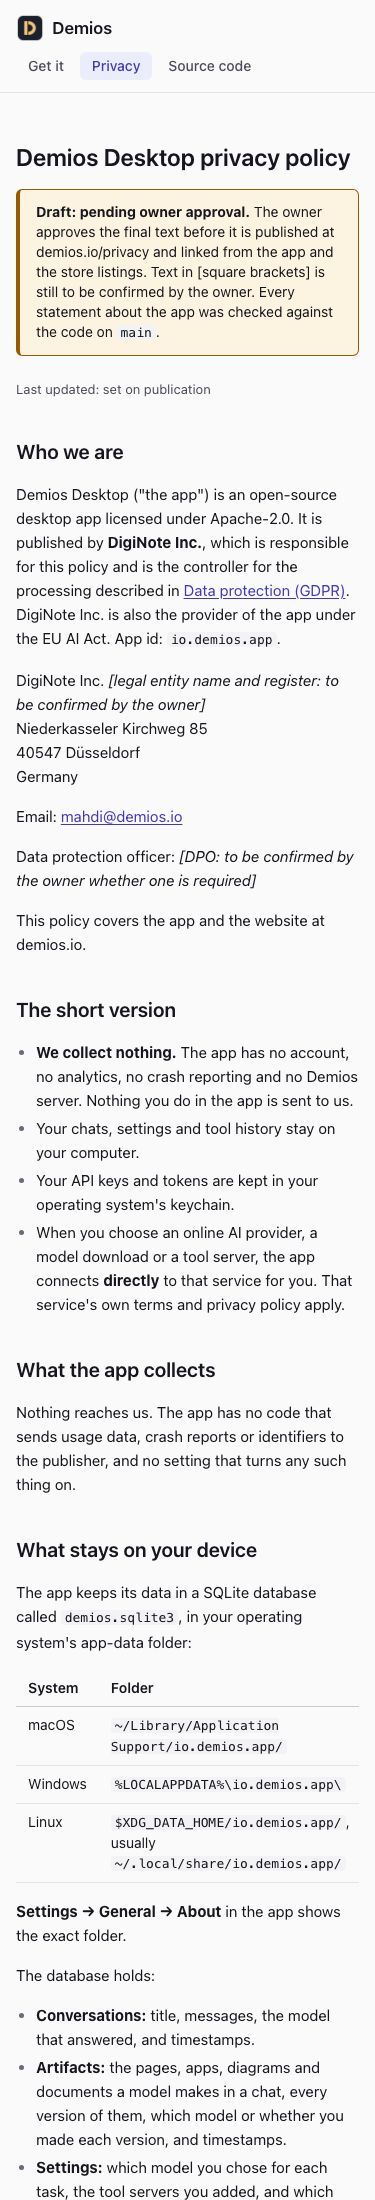 Demios
Get it Privacy Source code
Demios Desktop privacy policy
Draft: pending owner approval. The owner
approves the final text before it is published at
demios.io/privacy and linked from the app and
the store listings. Text in [square brackets] is
still to be confirmed by the owner. Every
statement about the app was checked against
the code on main.
Last updated: set on publication
Who we are
Demios Desktop ("the app") is an open-source
desktop app licensed under Apache-2.0. It is
published by DigiNote Inc., which is responsible
for this policy and is the controller for the
processing described in Data protection (GDPR).
DigiNote Inc. is also the provider of the app under
the EU AI Act. App id: io.demios.app.
DigiNote Inc. [legal entity name and register: to
be confirmed by the owner]
Niederkasseler Kirchweg 85
40547 Düsseldorf
Germany
Email: mahdi@demios.io
Data protection officer: [DPO: to be confirmed by
the owner whether one is required]
This policy covers the app and the website at
demios.io.
The short version
• We collect nothing. The app has no account,
no analytics, no crash reporting and no Demios
server. Nothing you do in the app is sent to us.
• Your chats, settings and tool history stay on
your computer.
• Your API keys and tokens are kept in your
operating system's keychain.
• When you choose an online AI provider, a
model download or a tool server, the app
connects directly to that service for you. That
service's own terms and privacy policy apply.
What the app collects
Nothing reaches us. The app has no code that
sends usage data, crash reports or identifiers to
the publisher, and no setting that turns any such
thing on.
What stays on your device
The app keeps its data in a SQLite database
called demios.sqlite3, in your operating
system's app-data folder:
System Folder
macOS ~/Library/Application
Support/io.demios.app/
Windows %LOCALAPPDATA%\io.demios.app\
Linux $XDG_DATA_HOME/io.demios.app/,
usually
~/.local/share/io.demios.app/
Settings → General → About in the app shows
the exact folder.
The database holds:
• Conversations: title, messages, the model
that answered, and timestamps.
• Artifacts: the pages, apps, diagrams and
documents a model makes in a chat, every
version of them, which model or whether you
made each version, and timestamps.
• Settings: which model you chose for each
task, the tool servers you added, and which